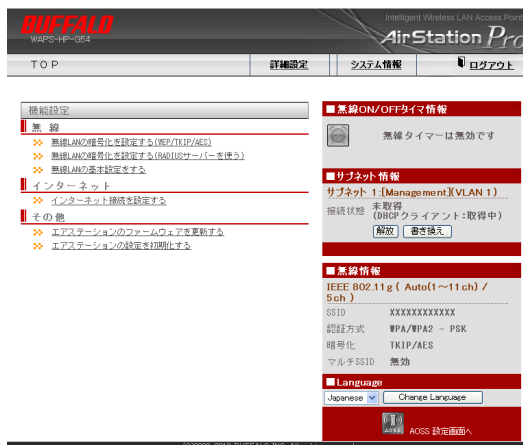 BUFFALO
WAPS-HP-G54
Intelligent Wireless LAN Access Point
AirStation Pro
TOP
詳細設定
システム情報
ログアウト
機能設定
無 線
無線LANの暗号化を設定する(WEP/TKIP/AES)
無線LANの暗号化を設定する(RADIUSサーバーを使う)
無線LANの基本設定をする
インターネット
インターネット接続を設定する
その他
エアステーションのファームウェアを更新する
エアステーションの設定を初期化する
■無線ON/OFFタイマ情報
無線タイマーは無効です
■サブネット情報
サブネット 1:[Management](VLAN 1)
接続状態 未取得
(DHCPクライアント:取得中)
解放 書き換え
■無線情報
IEEE 802.11g ( Auto(1~11ch) /
5ch )
SSID XXXXXXXXXXXX
認証方式 WPA/WPA2 - PSK
暗号化 TKIP/AES
マルチSSID 無効
■Language
Japanese Change Language
AOSS AOSS 設定画面へ